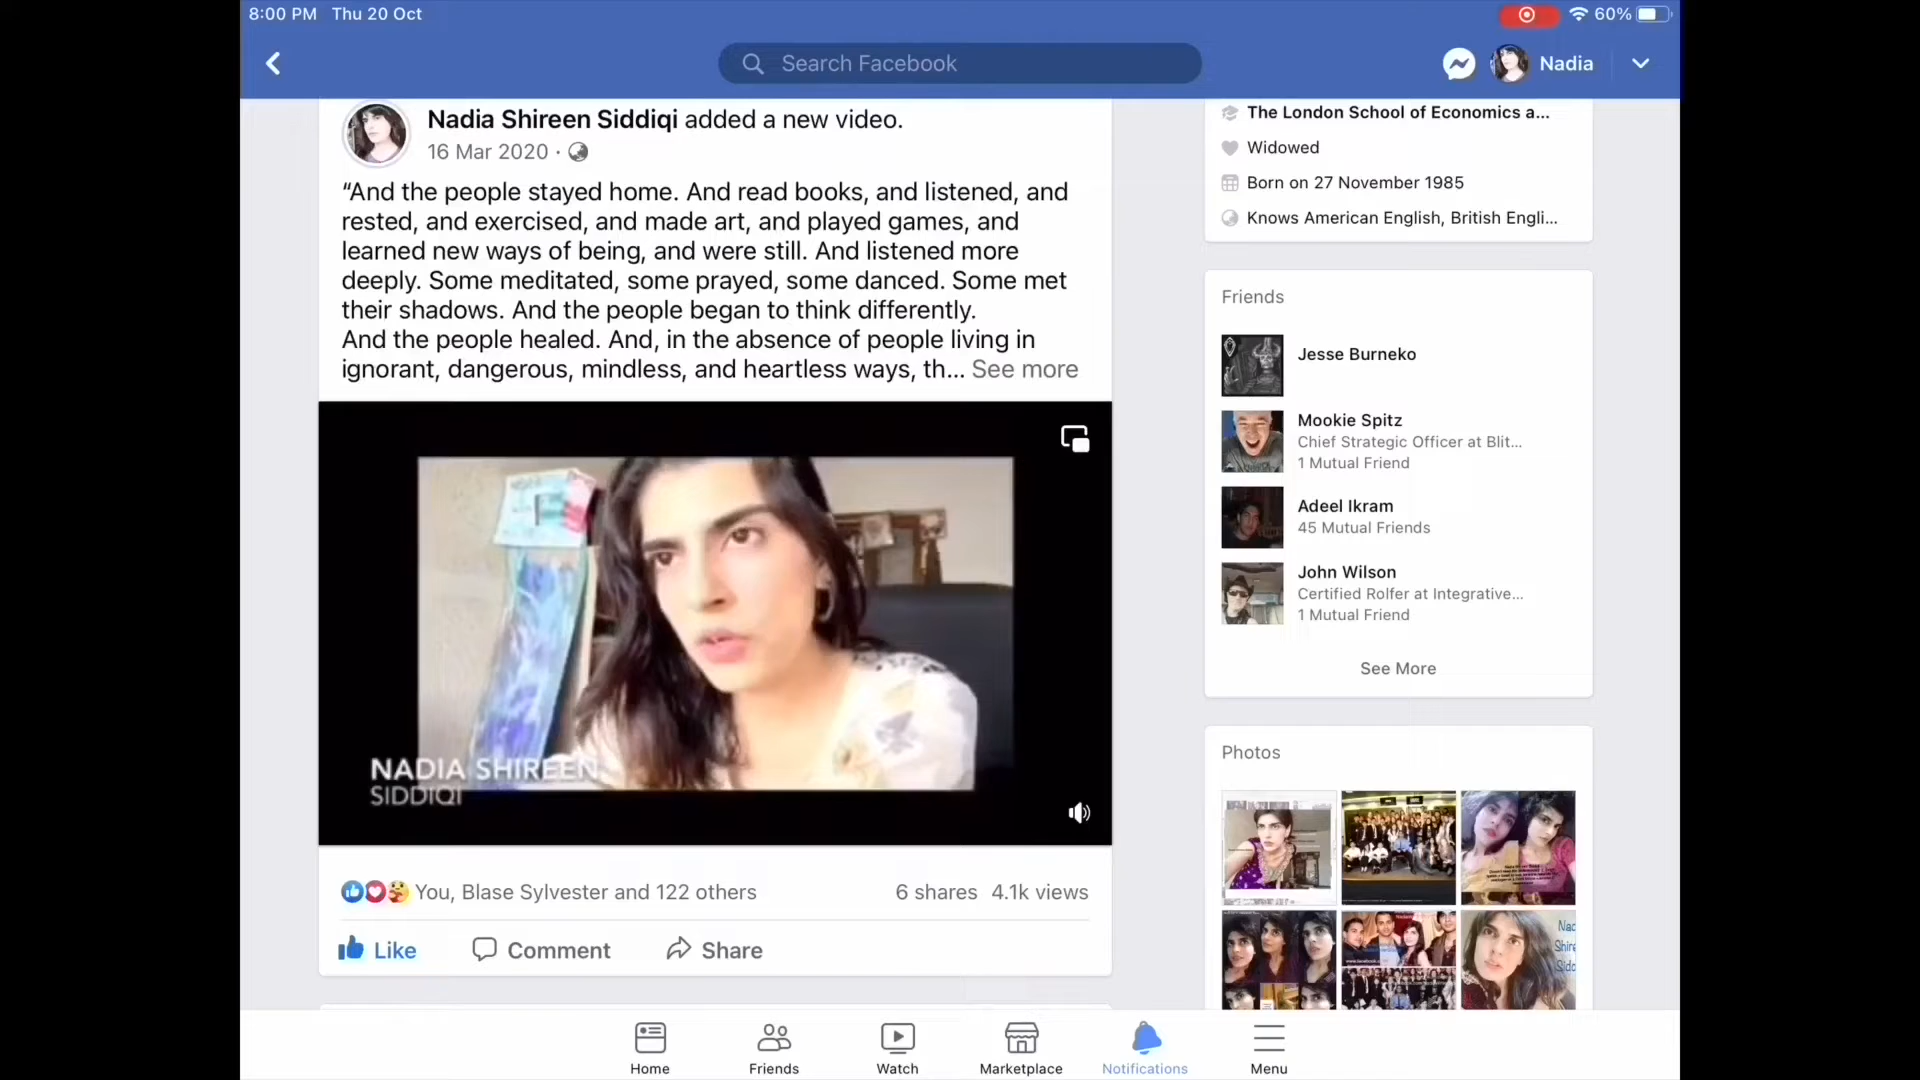 8:00 PM Thu 20 Oct
60%
Search Facebook
Nadia
Nadia Shireen Siddiqi added a new video.
16 Mar 2020 ·
“And the people stayed home. And read books, and listened, and
rested, and exercised, and made art, and played games, and
learned new ways of being, and were still. And listened more
deeply. Some meditated, some prayed, some danced. Some met
their shadows. And the people began to think differently.
And the people healed. And, in the absence of people living in
ignorant, dangerous, mindless, and heartless ways, th... See more
NADIA SHIREEN
SIDDIQI
You, Blase Sylvester and 122 others
6 shares 4.1k views
Like Comment Share
The London School of Economics a...
Widowed
Born on 27 November 1985
Knows American English, British Engli...
Friends
Jesse Burneko
Mookie Spitz
Chief Strategic Officer at Blit...
1 Mutual Friend
Adeel Ikram
45 Mutual Friends
John Wilson
Certified Rolfer at Integrative...
1 Mutual Friend
See More
Photos
Home
Friends
Watch
Marketplace
Notifications
Menu